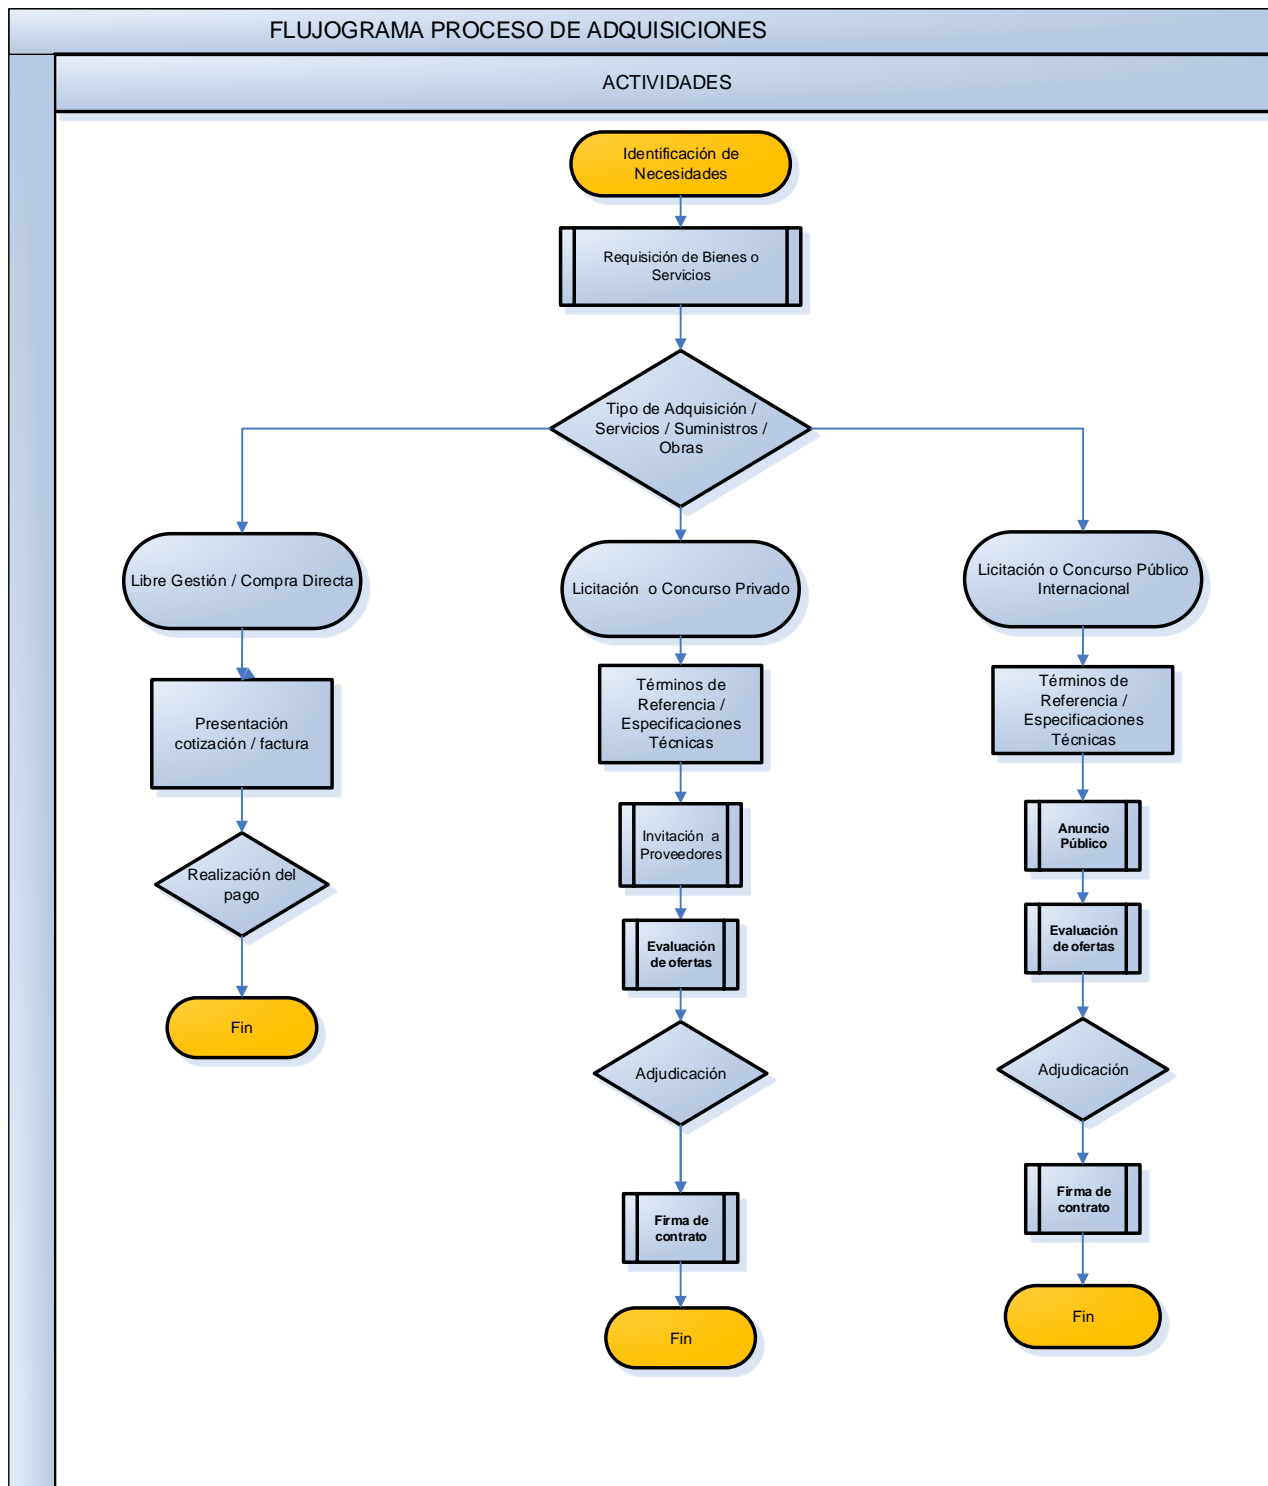 FLUJOGRAMA PROCESO DE ADQUISICIONES
ACTIVIDADES
Identificación de
Necesidades
Requisición de Bienes o
Servicios
Tipo de Adquisición /
Servicios / Suministros /
Obras
Libre Gestión / Compra Directa
Presentación
cotización / factura
Realización del
pago
Fin
Licitación o Concurso Privado
Términos de
Referencia /
Especificaciones
Técnicas
Invitación a
Proveedores
Evaluación
de ofertas
Adjudicación
Firma de
contrato
Fin
Licitación o Concurso Público
Internacional
Términos de
Referencia /
Especificaciones
Técnicas
Anuncio
Público
Evaluación
de ofertas
Adjudicación
Firma de
contrato
Fin